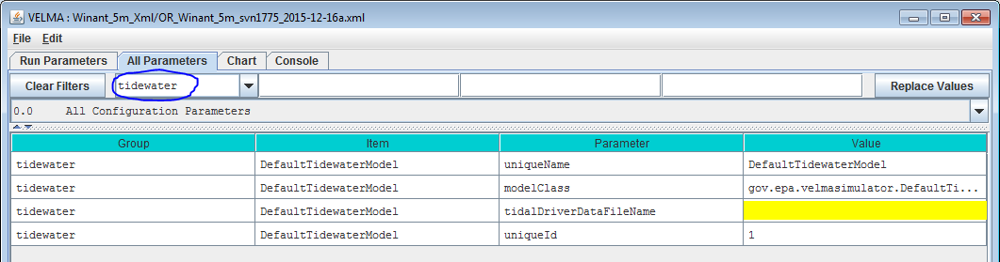 VELMA : Winant_5m_Xml/OR_Winant_5m_svn1775_2015-12-16a.xml
File Edit
Run Parameters All Parameters Chart Console
Clear Filters tidewater Replace Values
0.0 All Configuration Parameters
Group Item Parameter Value
tidewater DefaultTidewaterModel uniqueName DefaultTidewaterModel
tidewater DefaultTidewaterModel modelClass gov.epa.velmasimulator.DefaultTi...
tidewater DefaultTidewaterModel tidalDriverDataFileName
tidewater DefaultTidewaterModel uniqueId 1